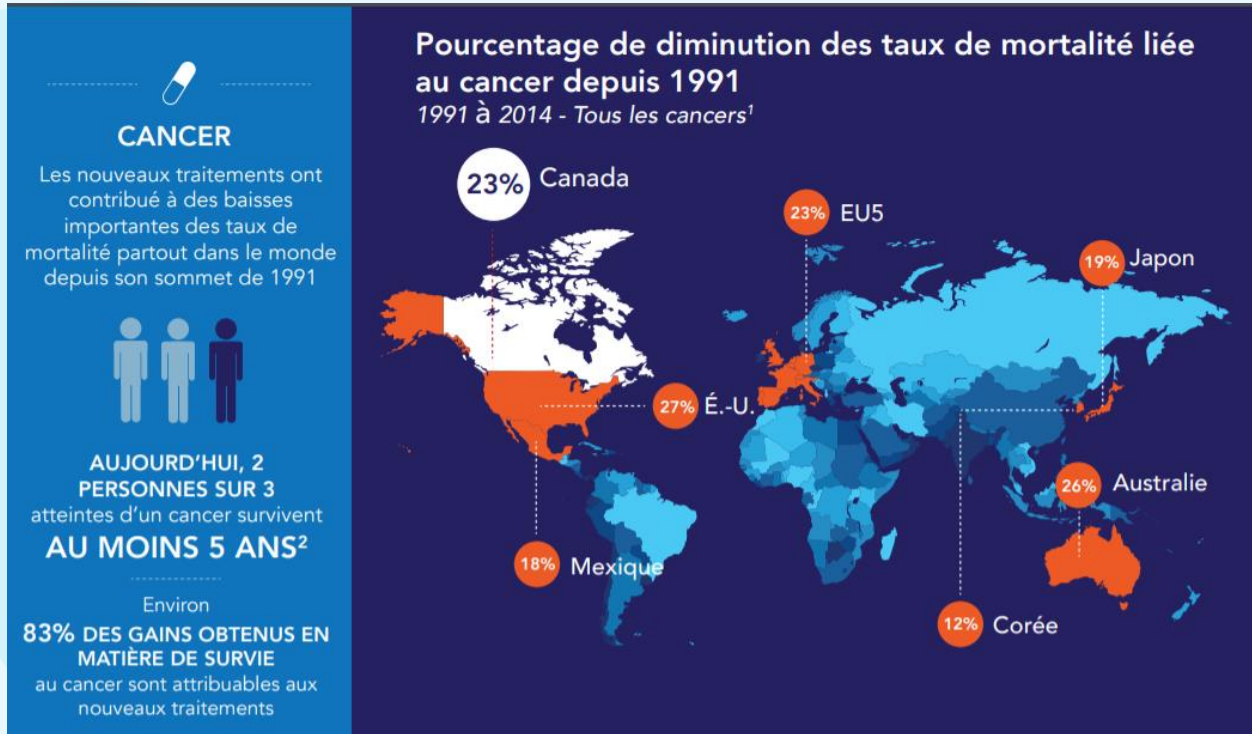 CANCER
Les nouveaux traitements ont
contribué à des baisses
importantes des taux de
mortalité partout dans le monde
depuis son sommet de 1991
AUJOURD'HUI, 2
PERSONNES SUR 3
atteintes d'un cancer survivent
AU MOINS 5 ANS²
Environ
83% DES GAINS OBTENUS EN
MATIÈRE DE SURVIE
au cancer sont attribuables aux
nouveaux traitements
Pourcentage de diminution des taux de mortalité liée
au cancer depuis 1991
1991 à 2014 - Tous les cancers¹
23% Canada
23% EU5
19% Japon
27% É.-U.
26% Australie
18% Mexique
12% Corée